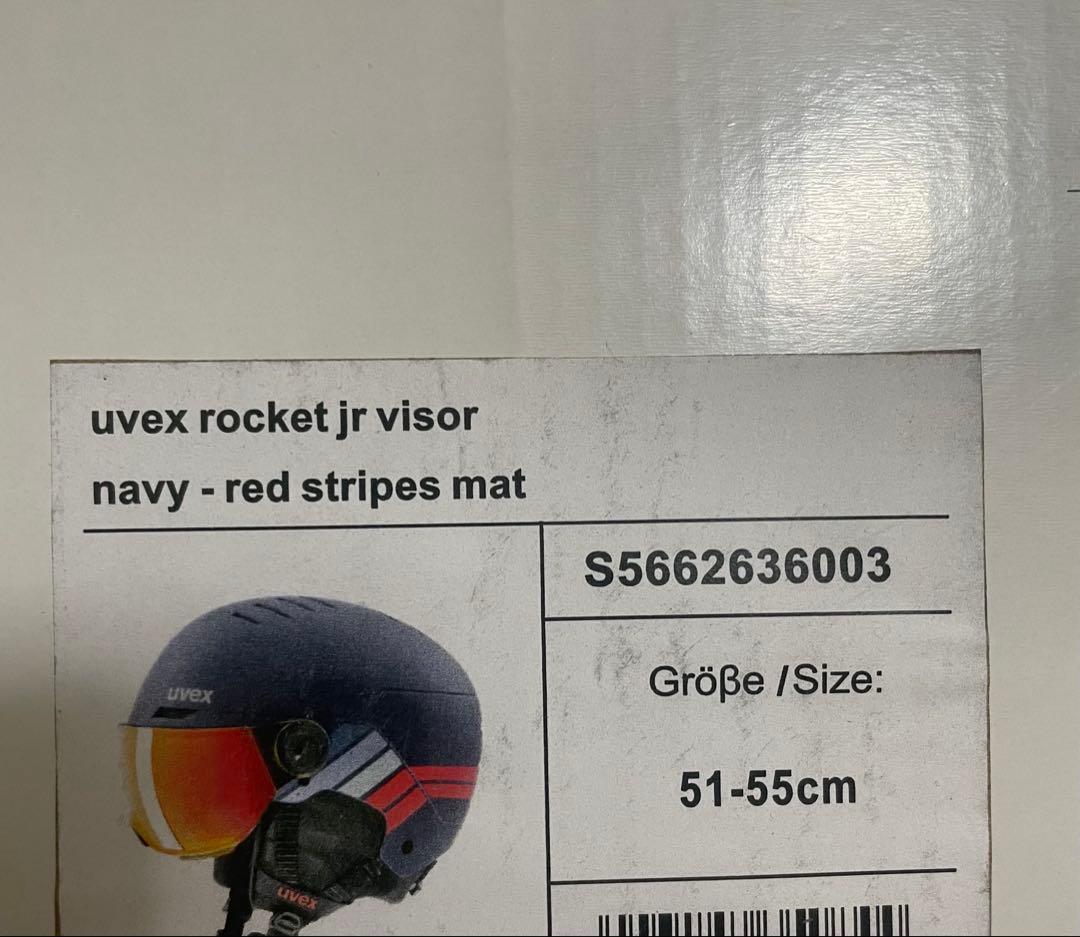 uvex rocket jr visor
navy - red stripes mat
S5662636003
Größe /Size:
51-55cm
uvex
uvex